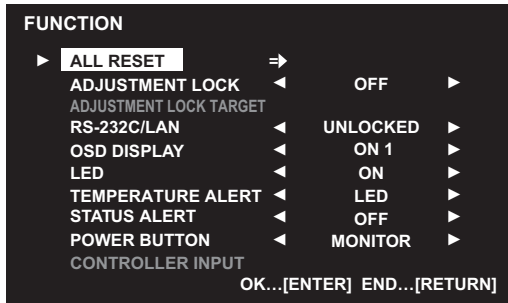 FUNCTION
ALL RESET
ADJUSTMENT LOCK OFF
ADJUSTMENT LOCK TARGET
RS-232C/LAN UNLOCKED
OSD DISPLAY ON 1
LED ON
TEMPERATURE ALERT LED
STATUS ALERT OFF
POWER BUTTON MONITOR
CONTROLLER INPUT
OK…[ENTER] END…[RETURN]